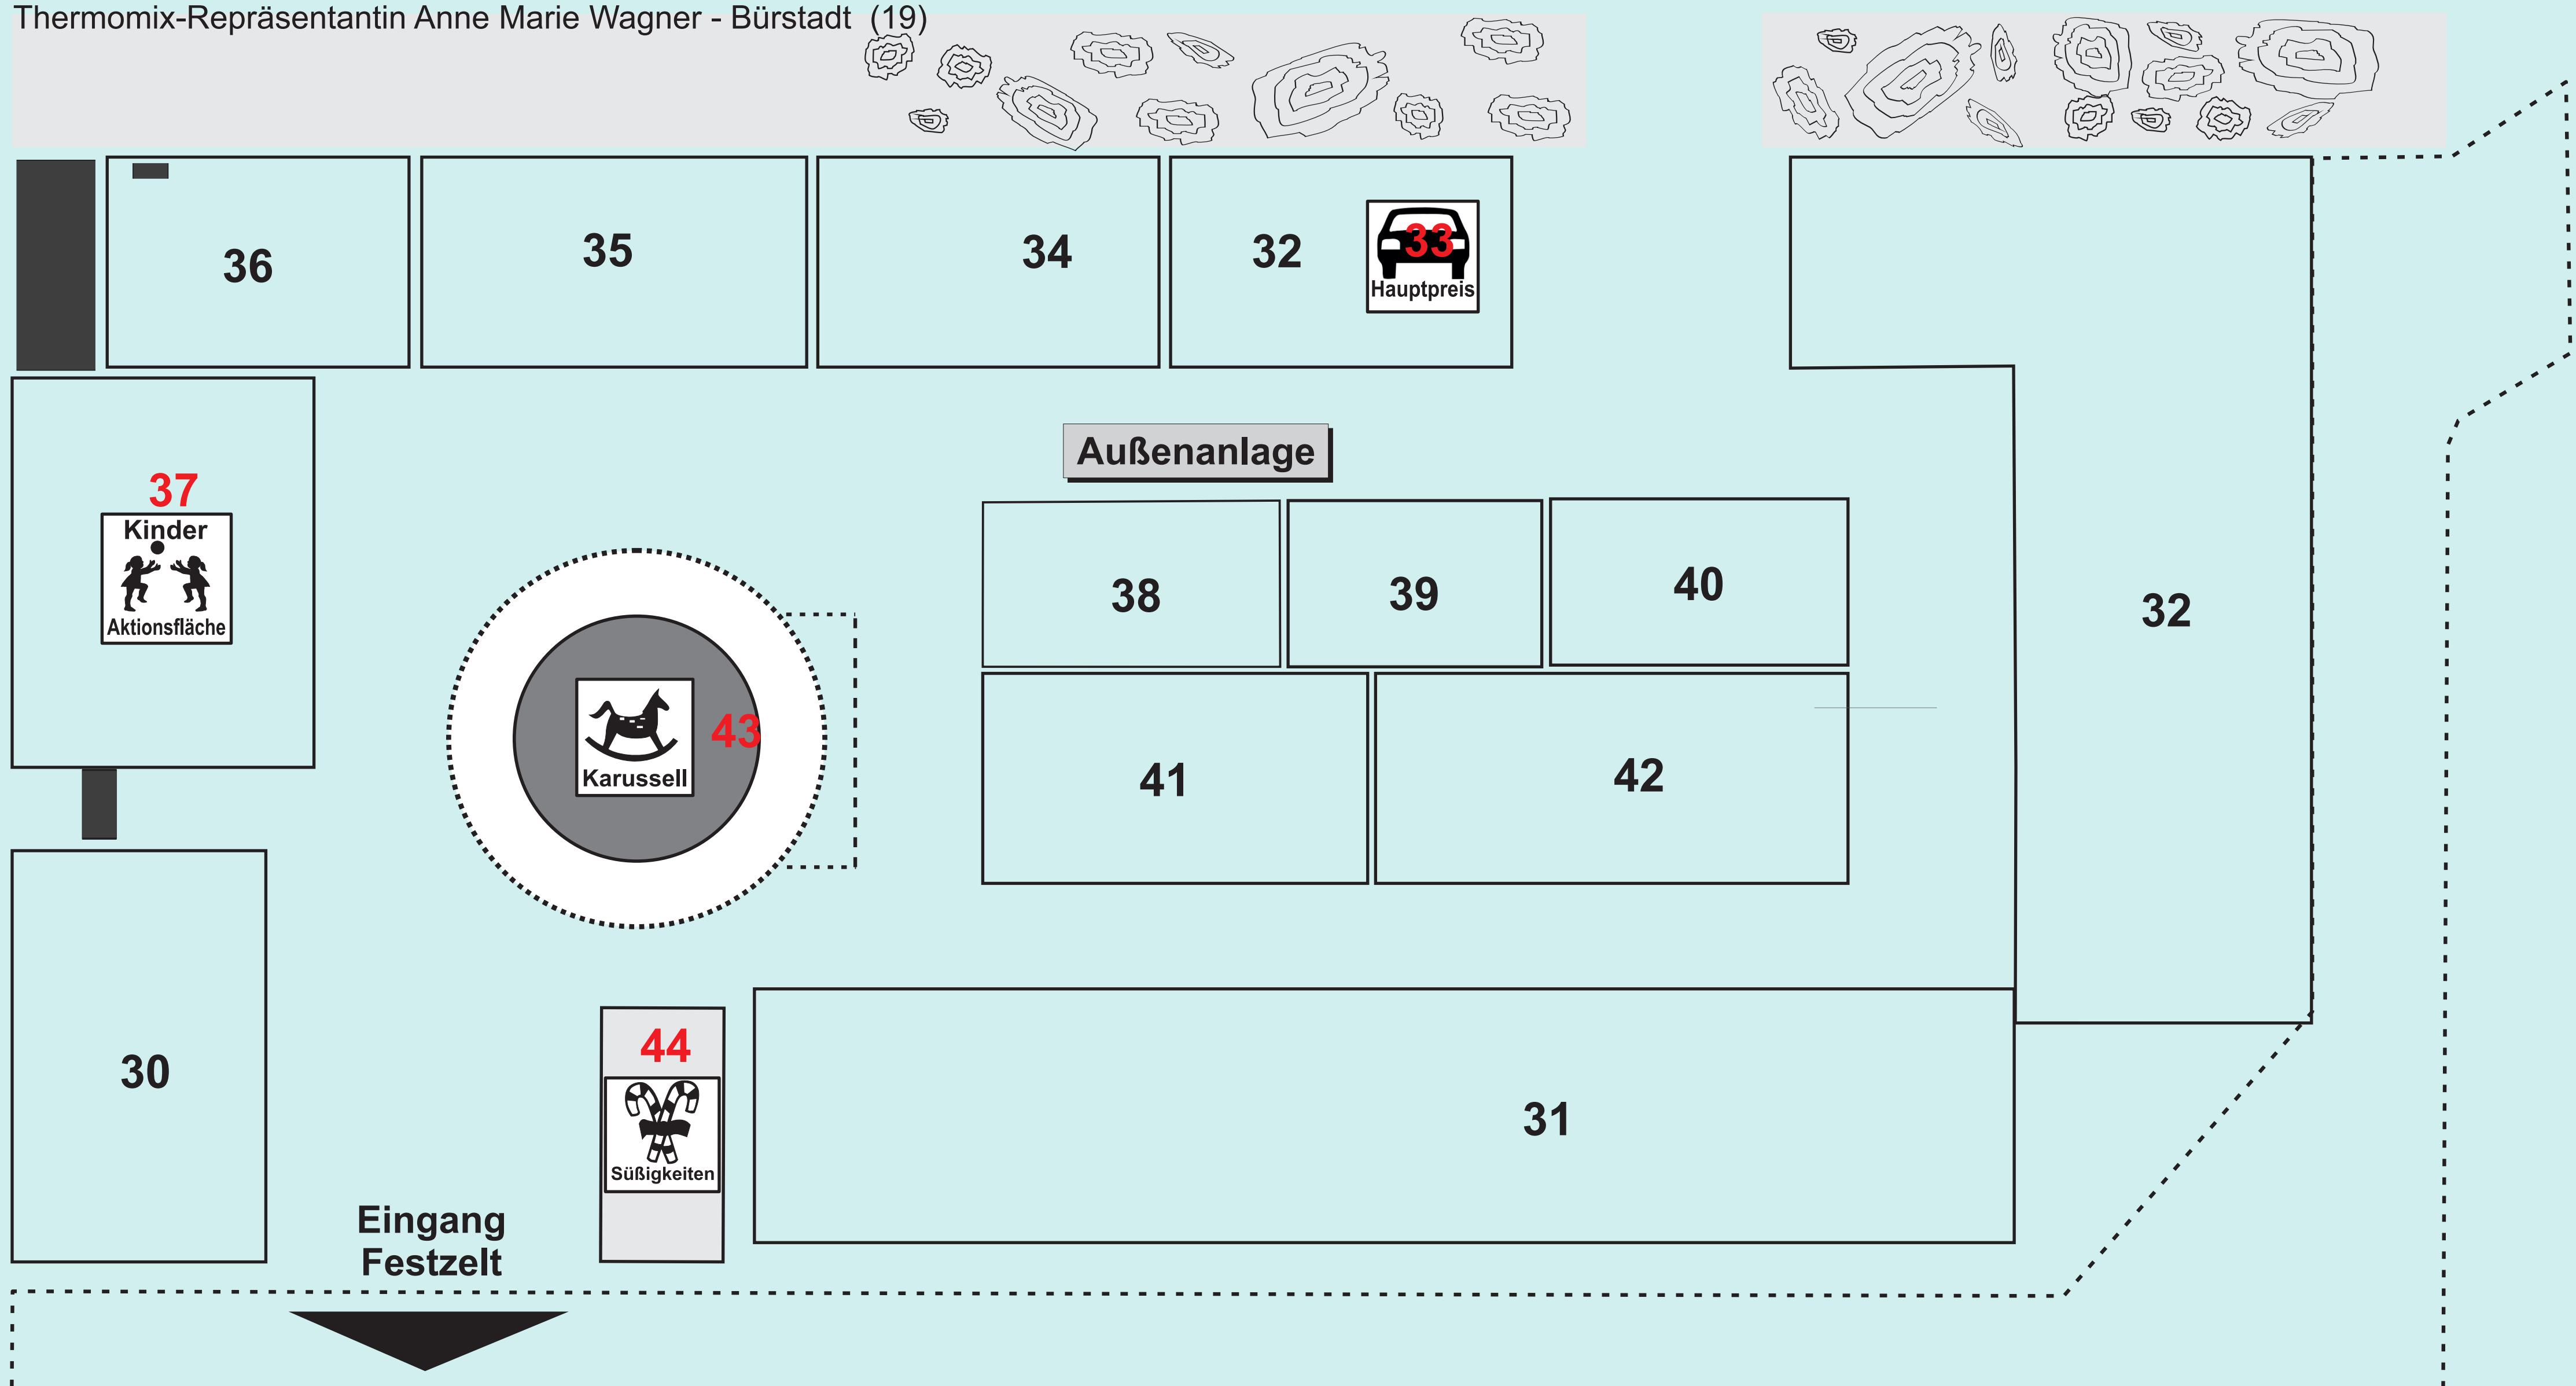 Thermomix-Repräsentantin Anne Marie Wagner - Bürstadt  (19)
36
35
34
32
33
Hauptpreis
Außenanlage
37
Kinder
Aktionsfläche
38
39
40
32
43
Karussell
41
42
30
44
Süßigkeiten
31
Eingang
Festzelt